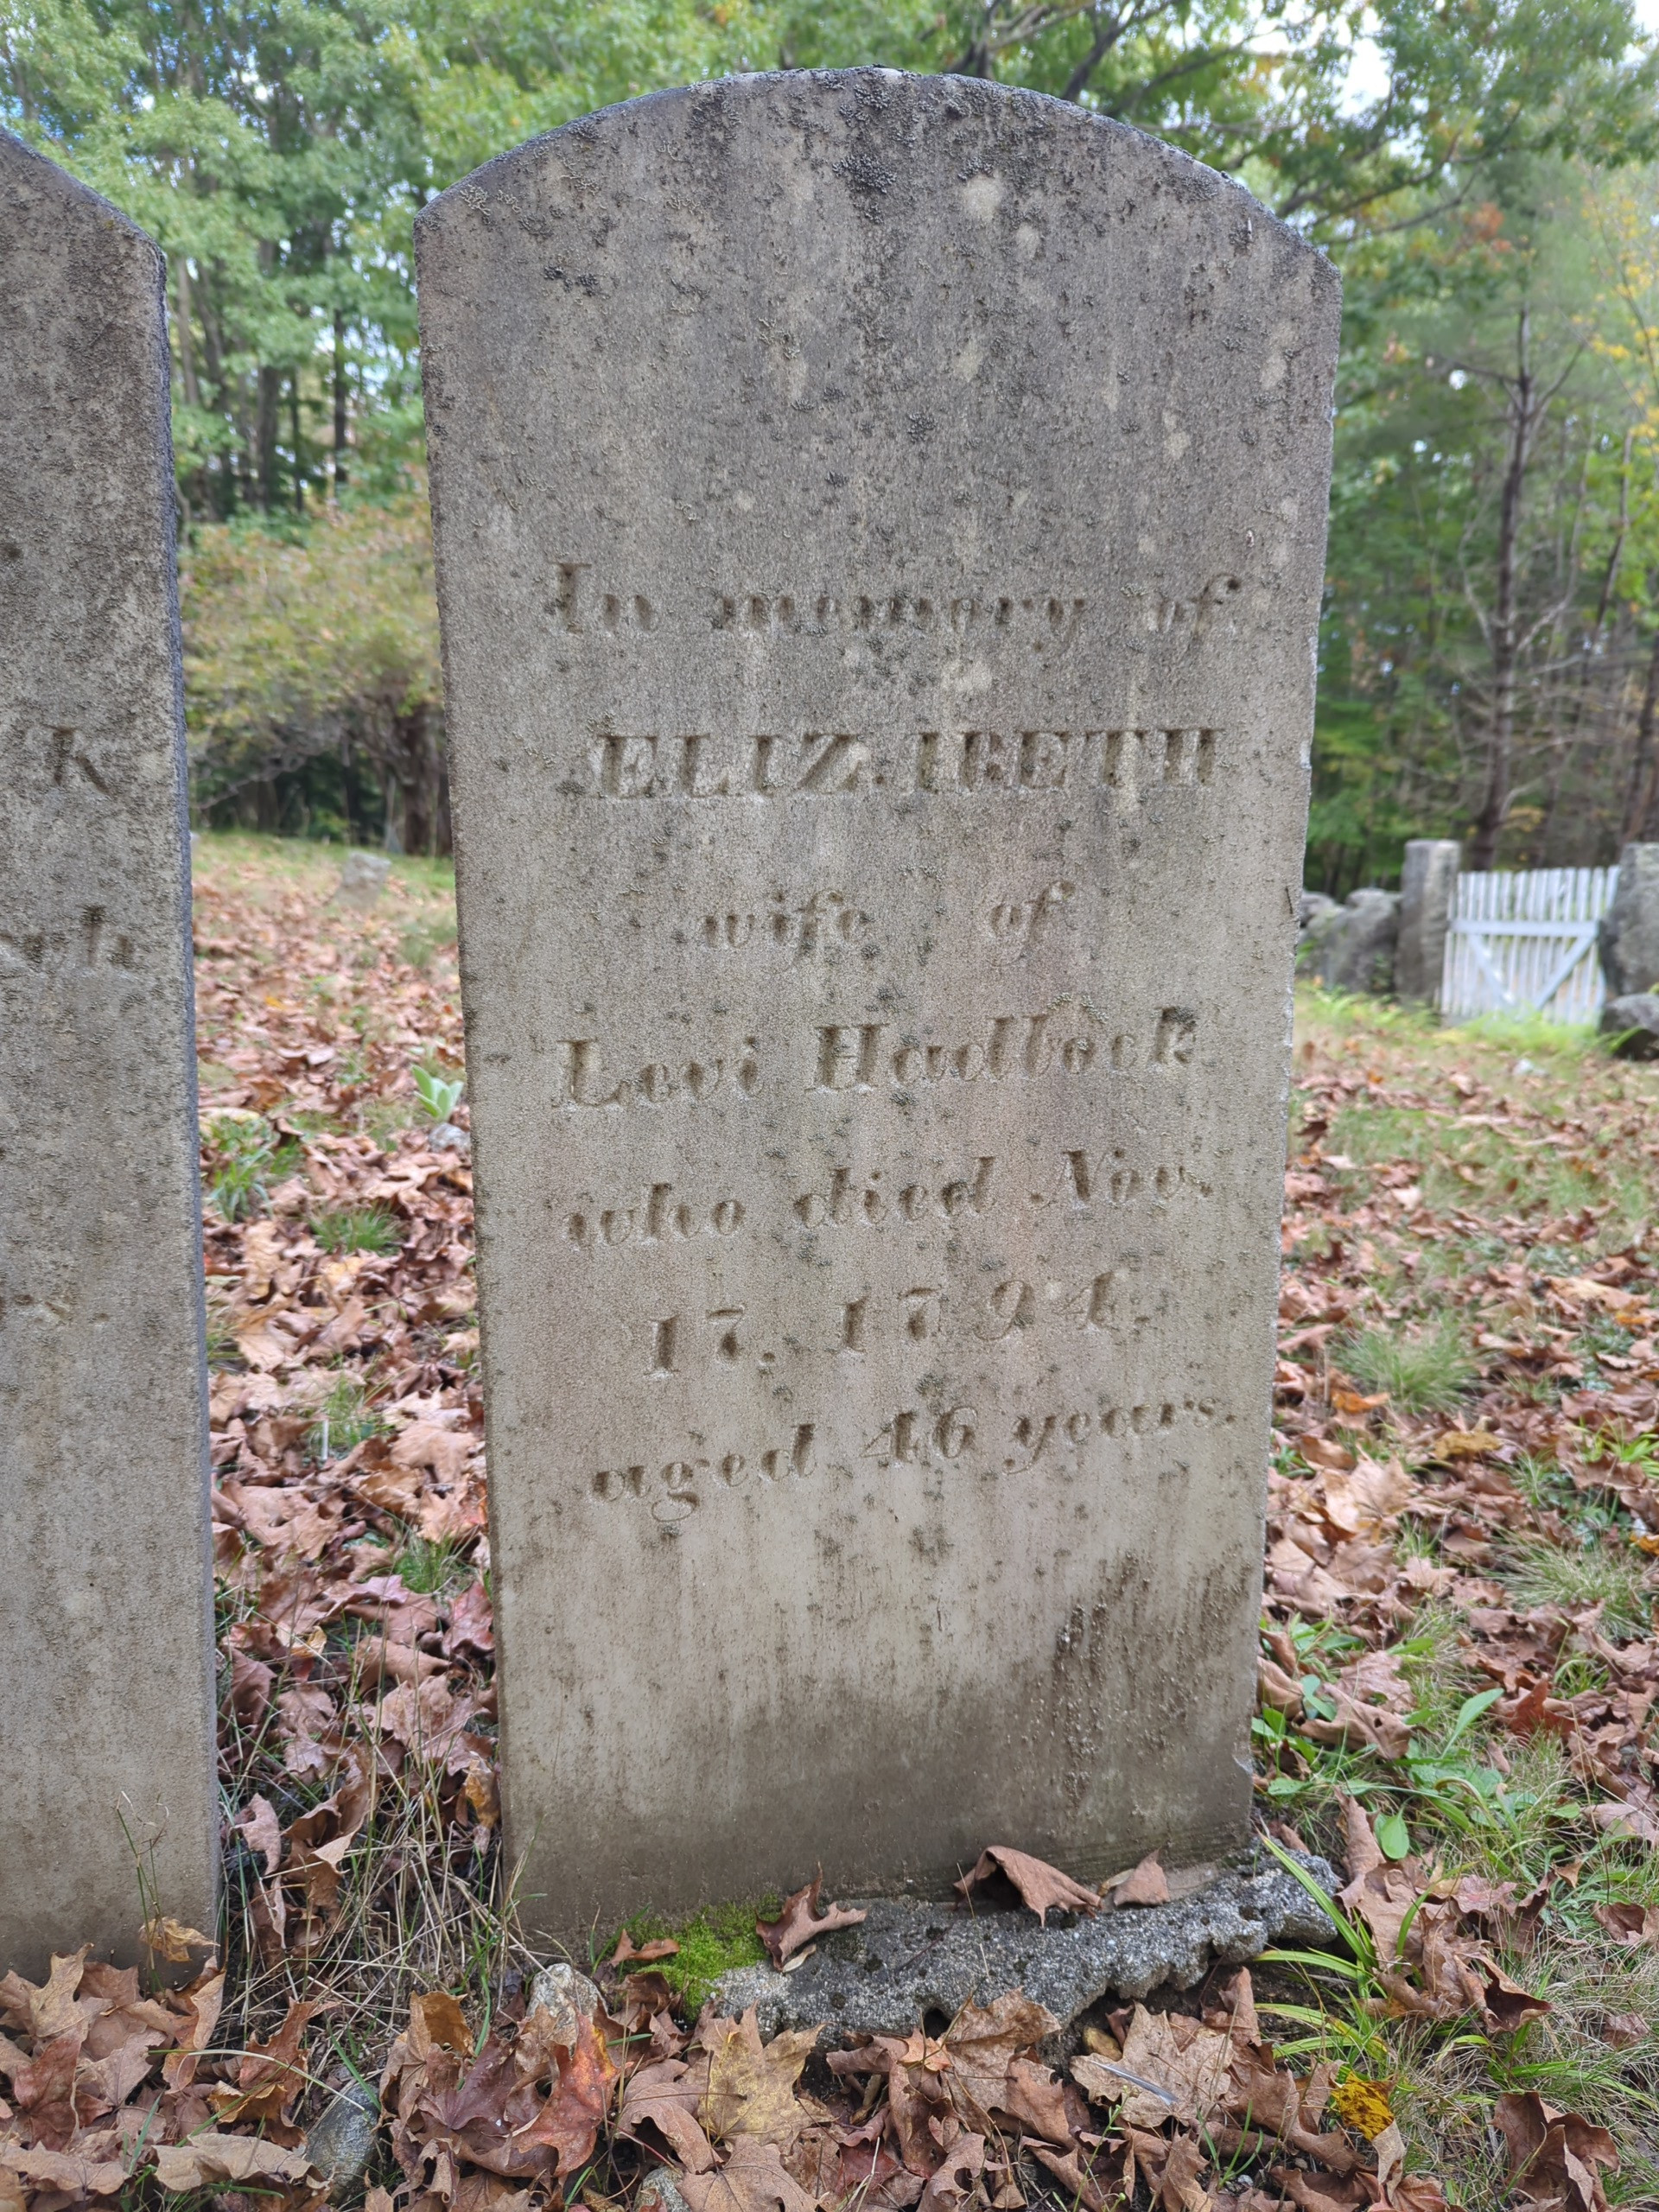 In memory of
ELIZABETH
wife of
Levi Hadlock
who died Nov.
17, 1794.
aged 46 years.